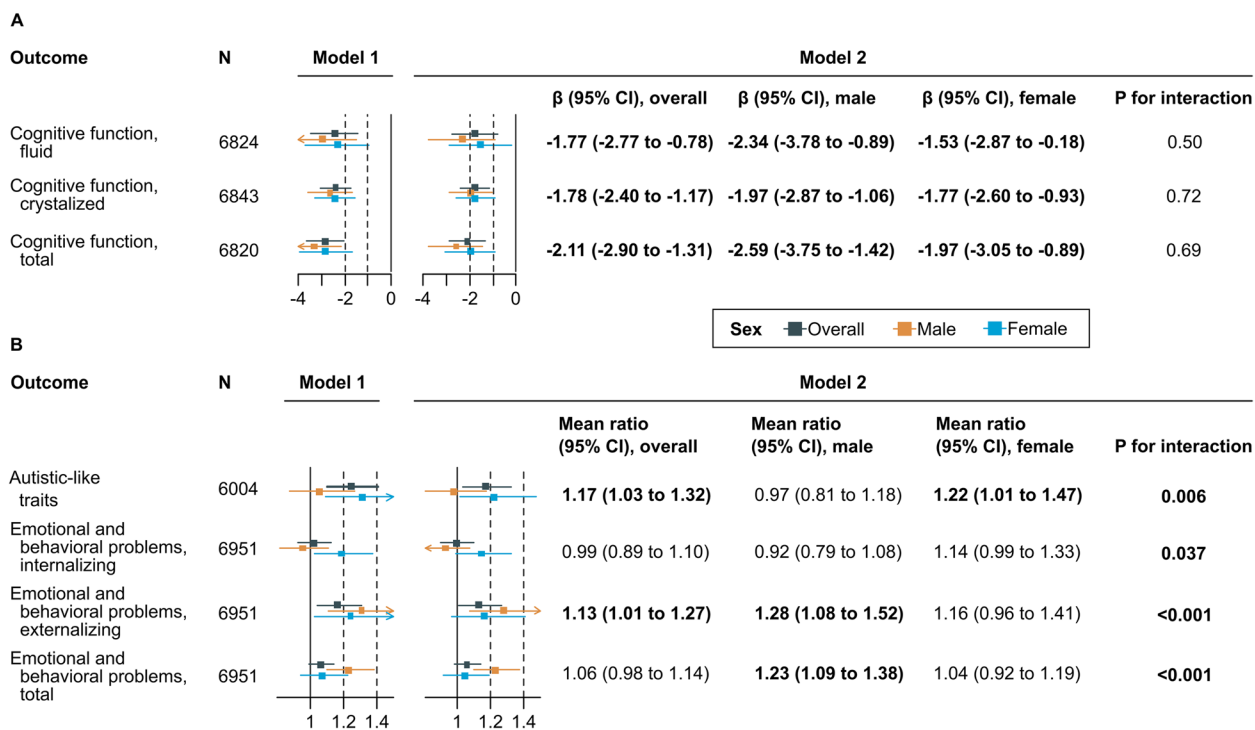 A
Outcome N Model 1 Model 2
β (95% CI), overall β (95% CI), male β (95% CI), female P for interaction
Cognitive function,
fluid
6824 -1.77 (-2.77 to -0.78) -2.34 (-3.78 to -0.89) -1.53 (-2.87 to -0.18) 0.50
Cognitive function,
crystalized
6843 -1.78 (-2.40 to -1.17) -1.97 (-2.87 to -1.06) -1.77 (-2.60 to -0.93) 0.72
Cognitive function,
total
6820 -2.11 (-2.90 to -1.31) -2.59 (-3.75 to -1.42) -1.97 (-3.05 to -0.89) 0.69
-4 -2 0 -4 -2 0
Sex Overall Male Female
B
Outcome N Model 1 Model 2
Mean ratio Mean ratio Mean ratio
(95% CI), overall (95% CI), male (95% CI), female P for interaction
Autistic-like
traits
6004 1.17 (1.03 to 1.32) 0.97 (0.81 to 1.18) 1.22 (1.01 to 1.47) 0.006
Emotional and
behavioral problems,
internalizing
6951 0.99 (0.89 to 1.10) 0.92 (0.79 to 1.08) 1.14 (0.99 to 1.33) 0.037
Emotional and
behavioral problems,
externalizing
6951 1.13 (1.01 to 1.27) 1.28 (1.08 to 1.52) 1.16 (0.96 to 1.41) <0.001
Emotional and
behavioral problems,
total
6951 1.06 (0.98 to 1.14) 1.23 (1.09 to 1.38) 1.04 (0.92 to 1.19) <0.001
1 1.2 1.4 1 1.2 1.4